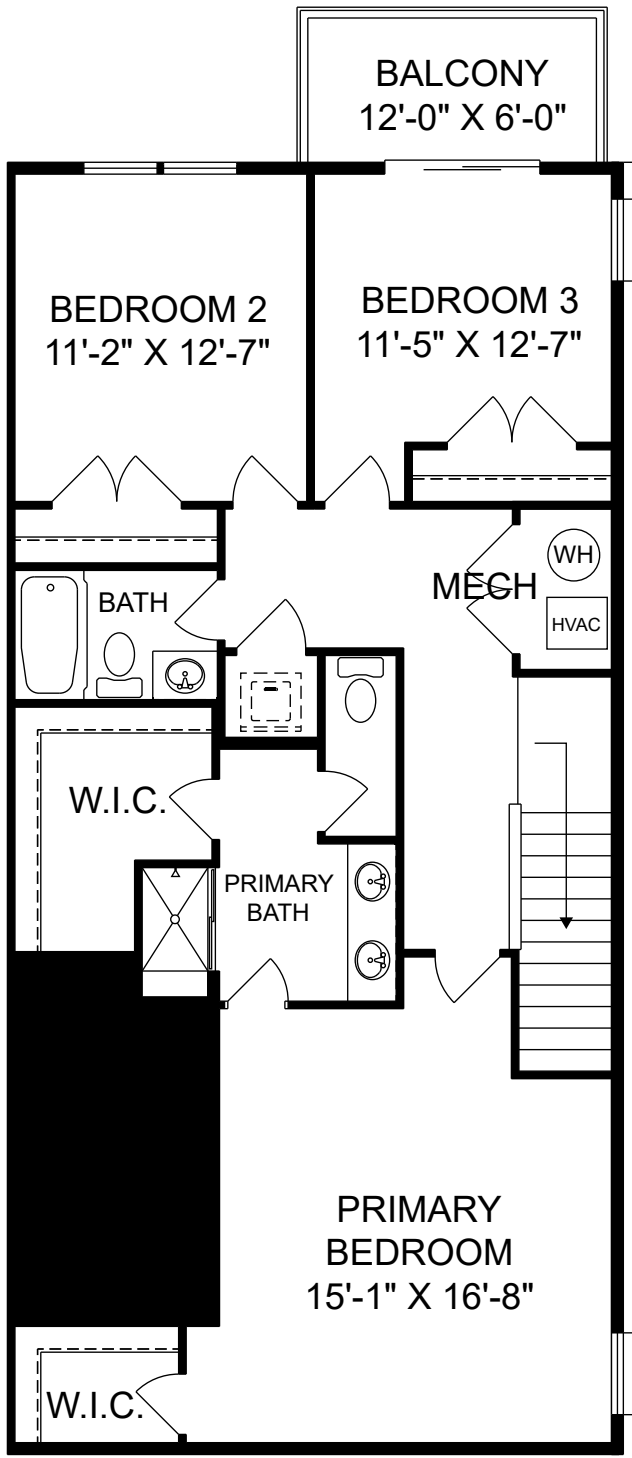 BALCONY
12'-0" X 6'-0"
BEDROOM 2
11'-2" X 12'-7"
BEDROOM 3
11'-5" X 12'-7"
WH
MECH
HVAC
BATH
W.I.C.
PRIMARY
BATH
PRIMARY
BEDROOM
15'-1" X 16'-8"
W.I.C.